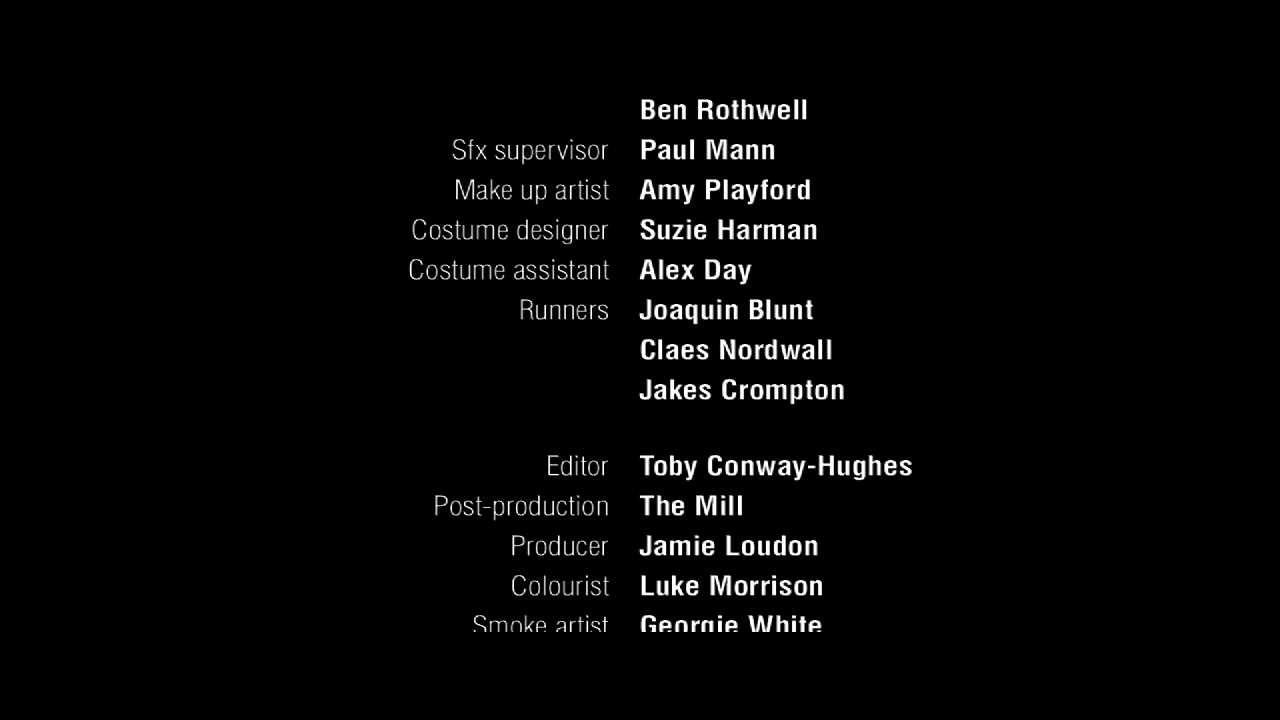 Ben Rothwell
Sfx supervisor Paul Mann
Make up artist Amy Playford
Costume designer Suzie Harman
Costume assistant Alex Day
Runners Joaquin Blunt
Claes Nordwall
Jakes Crompton
Editor Toby Conway-Hughes
Post-production The Mill
Producer Jamie Loudon
Colourist Luke Morrison
Smoke artist Georgie White